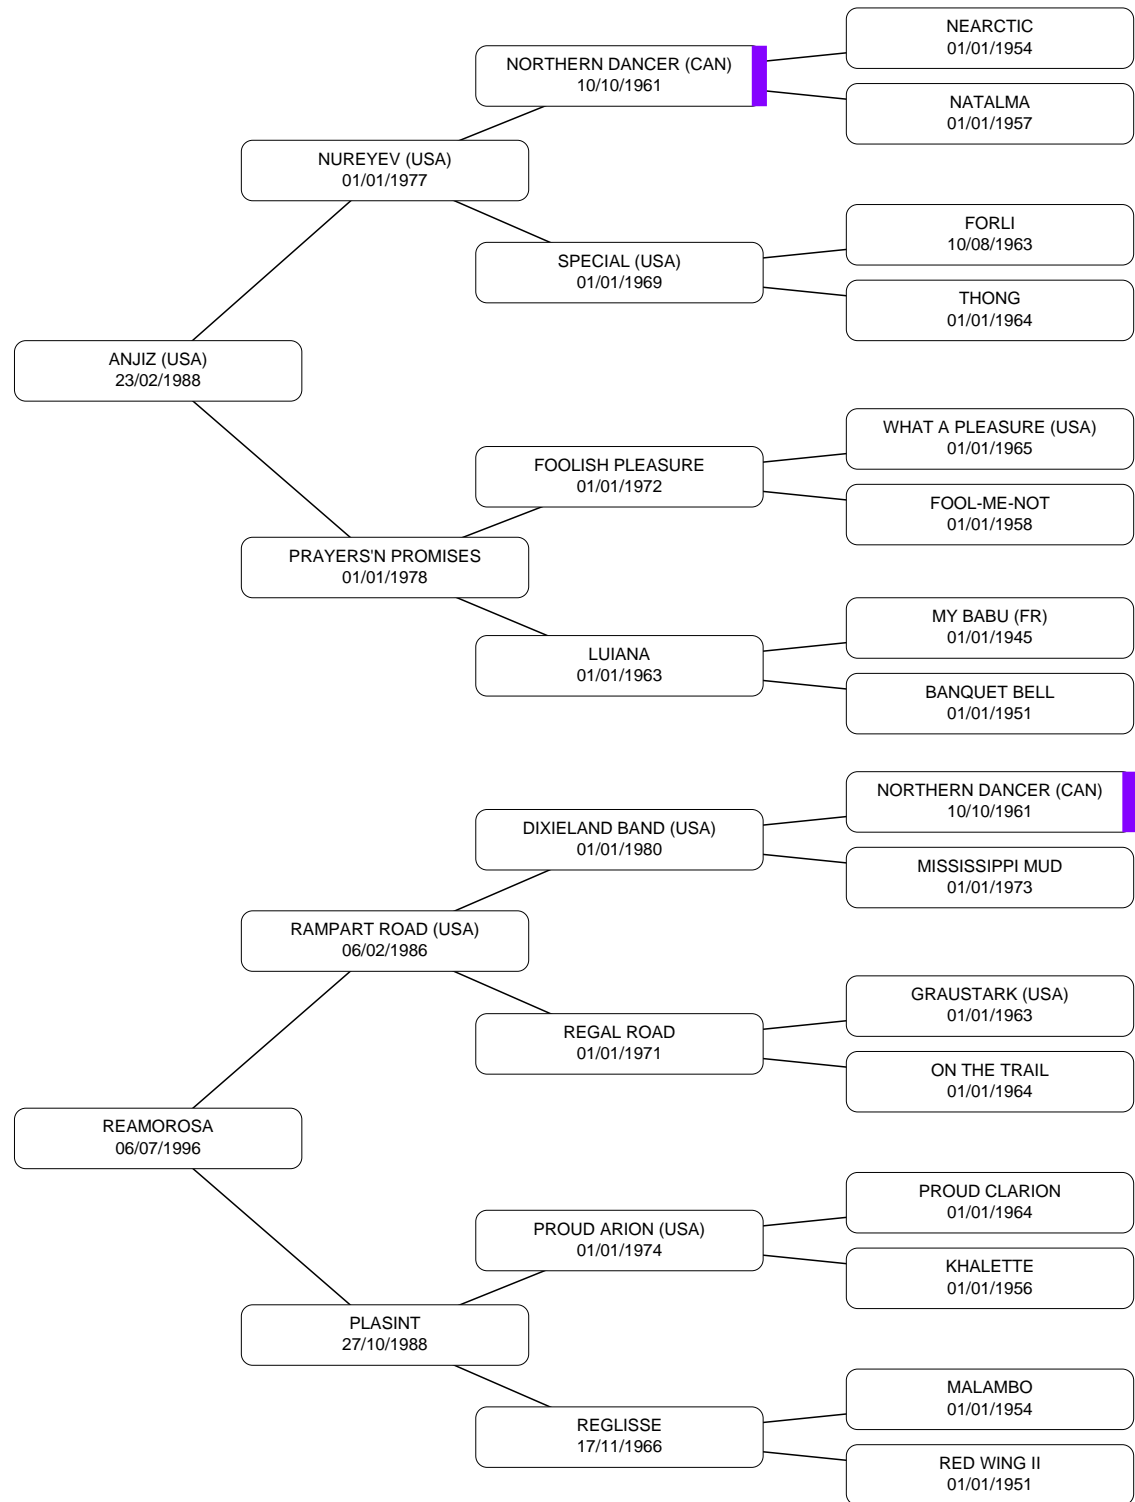 NEARCTIC
01/01/1954
NORTHERN DANCER (CAN)
10/10/1961
NATALMA
01/01/1957
NUREYEV (USA)
01/01/1977
FORLI
10/08/1963
SPECIAL (USA)
01/01/1969
THONG
01/01/1964
ANJIZ (USA)
23/02/1988
WHAT A PLEASURE (USA)
01/01/1965
FOOLISH PLEASURE
01/01/1972
FOOL-ME-NOT
01/01/1958
PRAYERS'N PROMISES
01/01/1978
MY BABU (FR)
01/01/1945
LUIANA
01/01/1963
BANQUET BELL
01/01/1951
NORTHERN DANCER (CAN)
10/10/1961
DIXIELAND BAND (USA)
01/01/1980
MISSISSIPPI MUD
01/01/1973
RAMPART ROAD (USA)
06/02/1986
GRAUSTARK (USA)
01/01/1963
REGAL ROAD
01/01/1971
ON THE TRAIL
01/01/1964
REAMOROSA
06/07/1996
PROUD CLARION
01/01/1964
PROUD ARION (USA)
01/01/1974
KHALETTE
01/01/1956
PLASINT
27/10/1988
MALAMBO
01/01/1954
REGLISSE
17/11/1966
RED WING II
01/01/1951